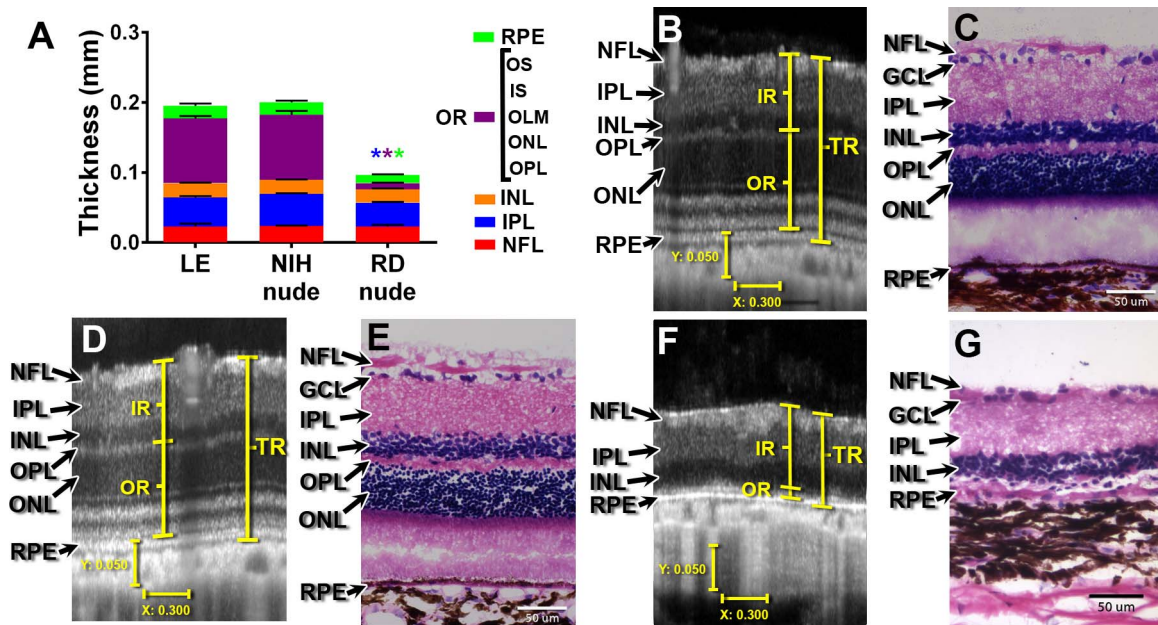 A
Thickness (mm)
0.3
0.2
0.1
0.0
***
LE
NIH
nude
RD
nude
RPE
OS
IS
OR
OLM
ONL
OPL
INL
IPL
NFL
B
NFL
IPL
INL
OPL
ONL
RPE
IR
TR
OR
Y: 0.050
X: 0.300
C
NFL
GCL
IPL
INL
OPL
ONL
RPE
50 um
D
NFL
IPL
INL
OPL
ONL
RPE
IR
TR
OR
Y: 0.050
X: 0.300
E
NFL
GCL
IPL
INL
OPL
ONL
RPE
50 um
F
NFL
IPL
INL
RPE
IR
TR
OR
Y: 0.050
X: 0.300
G
NFL
GCL
IPL
INL
RPE
50 um